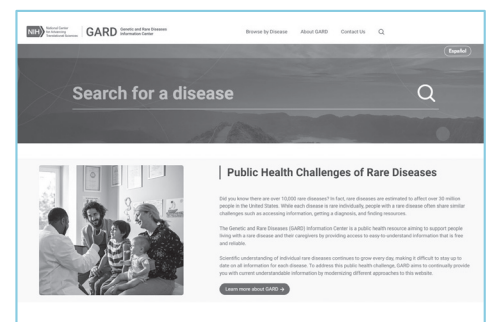 NIH National Center for Advancing Translational Sciences GARD Genetic and Rare Diseases Information Center Browse by Disease About GARD Contact Us
Español
Search for a disease
Public Health Challenges of Rare Diseases
Did you know there are over 10,000 rare diseases? In fact, rare diseases are estimated to affect over 30 million
people in the United States. While each disease is rare individually, people with a rare disease often share similar
challenges such as accessing information, getting a diagnosis, and finding resources.
The Genetic and Rare Diseases (GARD) Information Center is a public health resource aiming to support people
living with a rare disease and their caregivers by providing access to easy-to-understand information that is free
and reliable.
Scientific understanding of individual rare diseases continues to grow every day, making it difficult to stay up to
date on all information for each disease. To address this public health challenge, GARD aims to continually provide
you with current understandable information by modernizing different approaches to this website.
Learn more about GARD →